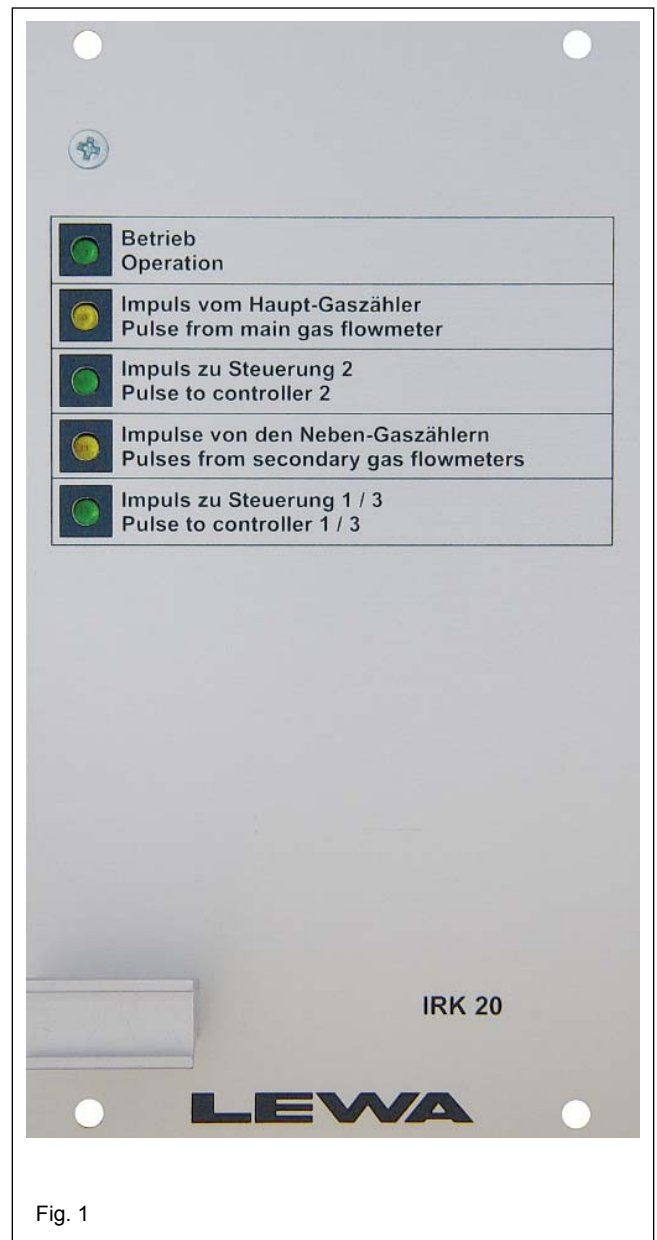 Betrieb
Operation
Impuls vom Haupt-Gaszähler
Pulse from main gas flowmeter
Impuls zu Steuerung 2
Pulse to controller 2
Impulse von den Neben-Gaszählern
Pulses from secondary gas flowmeters
Impuls zu Steuerung 1 / 3
Pulse to controller 1 / 3
IRK 20
LEWA
Fig. 1